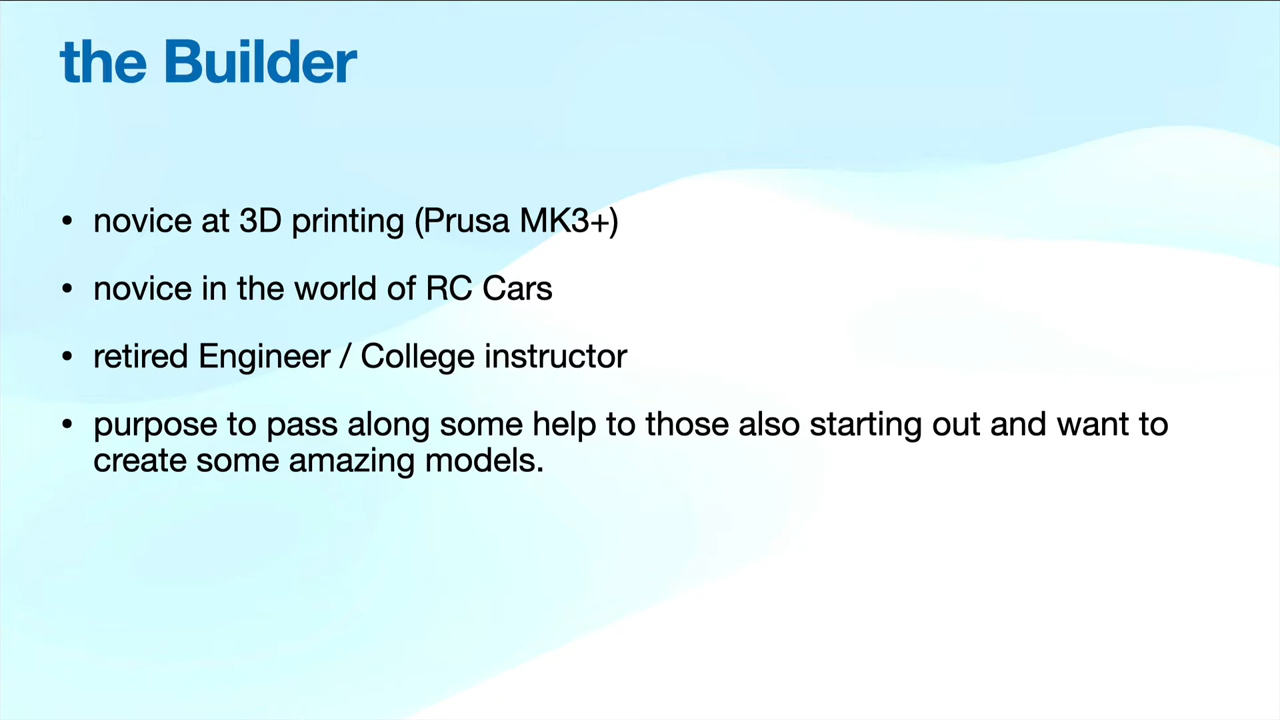 the Builder
• novice at 3D printing (Prusa MK3+)
• novice in the world of RC Cars
• retired Engineer / College instructor
• purpose to pass along some help to those also starting out and want to
create some amazing models.